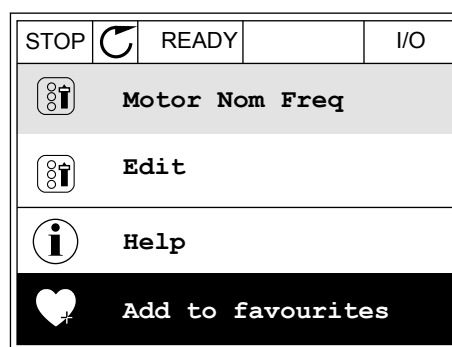 STOP READY I/O
Motor Nom Freq
Edit
Help
Add to favourites